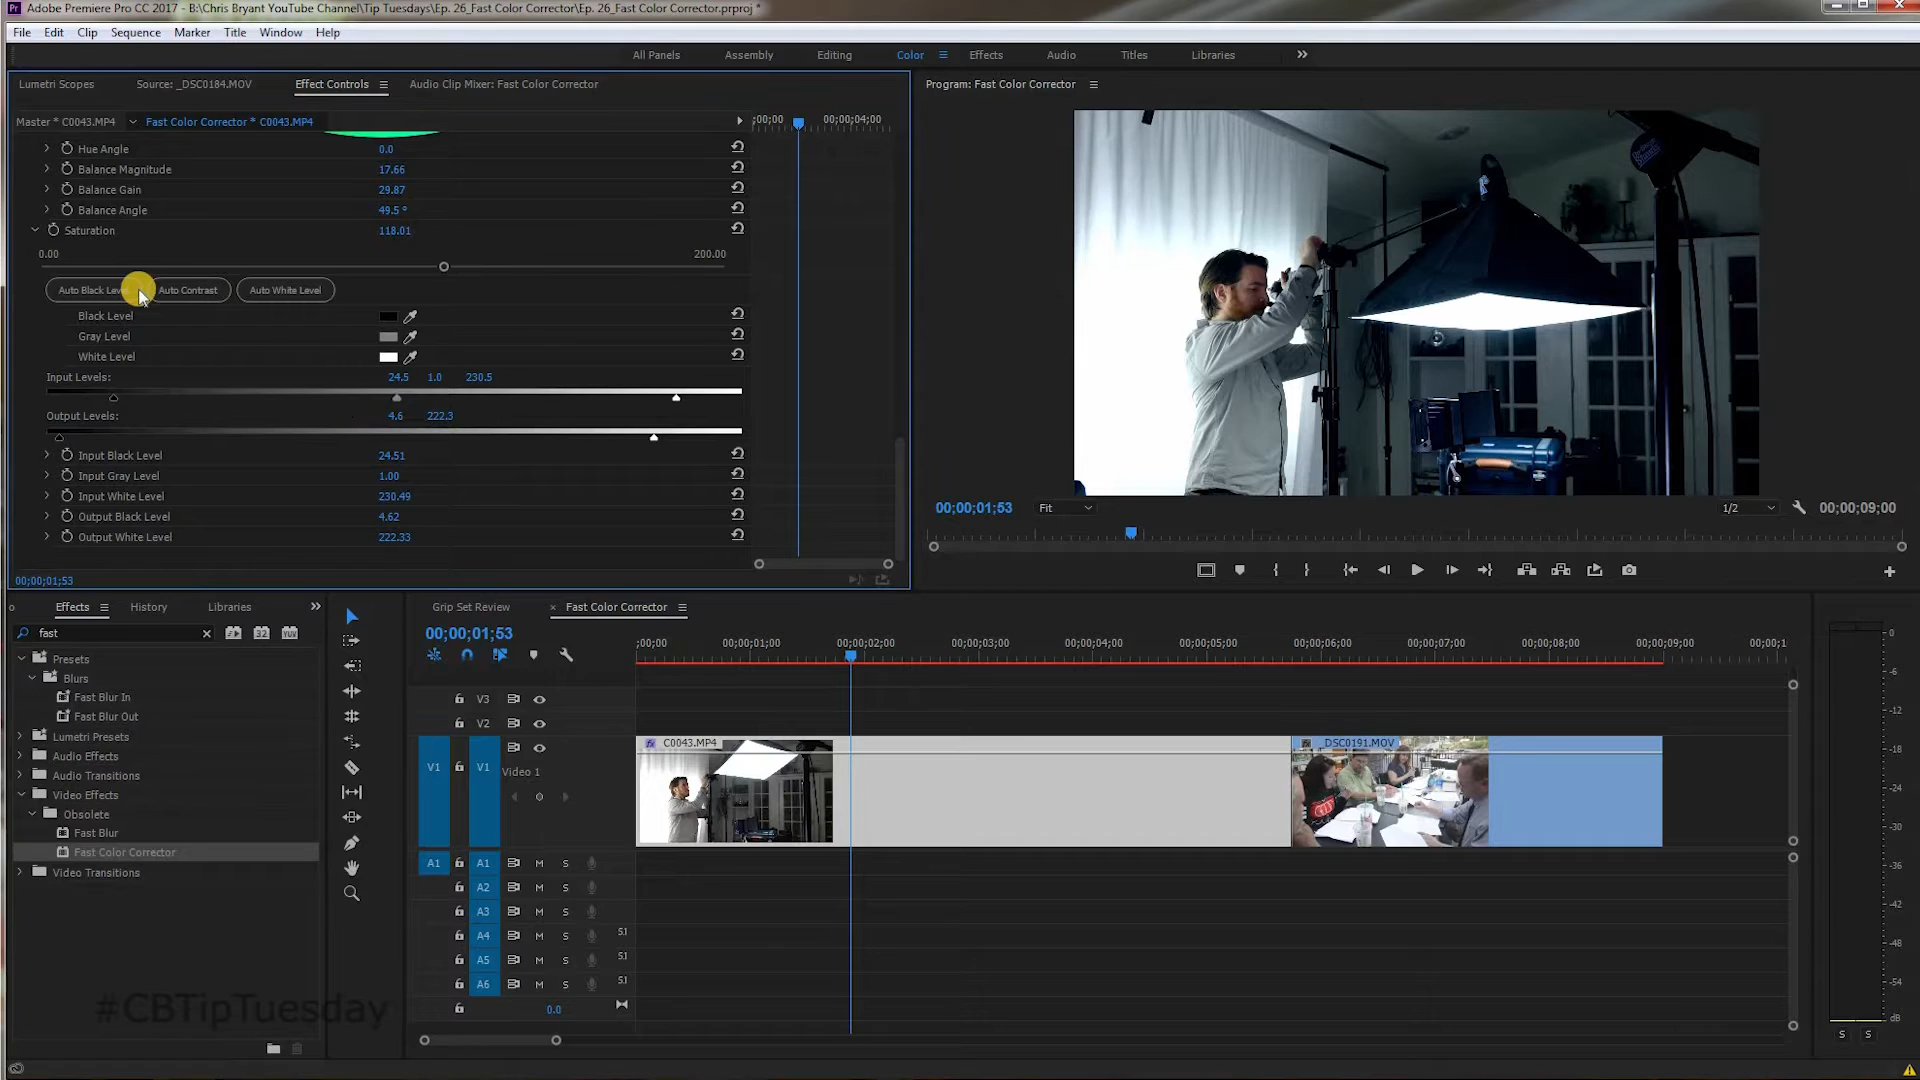 Adobe Premiere Pro CC 2017 - B:\Chris Bryant YouTube Channel\Tip Tuesdays\Ep. 26_Fast Color Corrector\Ep. 26_Fast Color Corrector.prproj *
File Edit Clip Sequence Marker Title Window Help
All Panels Assembly Editing Color Effects Audio Titles Libraries
Lumetri Scopes Source: _DSC0184.MOV Effect Controls Audio Clip Mixer: Fast Color Corrector
Program: Fast Color Corrector
Master * C0043.MP4 Fast Color Corrector * C0043.MP4 ;00;00 00;00;04;00
Hue Angle 0.0
Balance Magnitude 17.66
Balance Gain 29.87
Balance Angle 49.5 °
Saturation 118.01
0.00 200.00
Auto Black Level Auto Contrast Auto White Level
Black Level
Gray Level
White Level
Input Levels: 24.5 1.0 230.5
Output Levels: 4.6 222.3
Input Black Level 24.51
Input Gray Level 1.00
Input White Level 230.49
Output Black Level 4.62
Output White Level 222.33
00;00;01;53
00;00;01;53 Fit 1/2 00;00;09;00
Effects History Libraries
fast
Presets
Blurs
Fast Blur In
Fast Blur Out
Lumetri Presets
Audio Effects
Audio Transitions
Video Effects
Obsolete
Fast Blur
Fast Color Corrector
Video Transitions
Grip Set Review Fast Color Corrector
00;00;01;53
;00;00 00;00;01;00 00;00;02;00 00;00;03;00 00;00;04;00 00;00;05;00 00;00;06;00 00;00;07;00 00;00;08;00 00;00;09;00 00;00;1
V3
V2
V1 V1 Video 1
C0043.MP4 _DSC0191.MOV
A1 A1 M S
A2 M S
A3 M S
A4 M S S1
A5 M S S1
A6 M S S1
0.0
0
-6
-12
-18
-24
-30
-36
-42
-48
-54
dB
S S
#CBTipTuesday